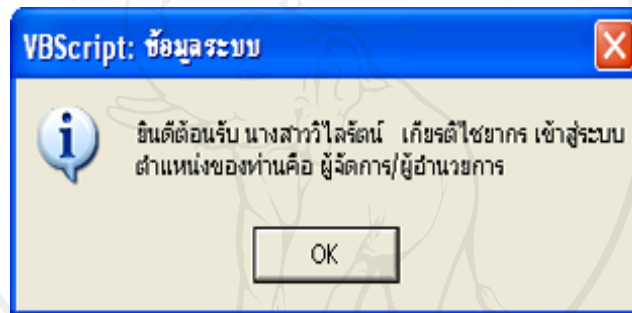 VBScript: ข้อมูลระบบ
ยินดีต้อนรับ นางสาววิไลรัตน์ เกียรติไชยากร เข้าสู่ระบบ
ตำแหน่งของท่านคือ ผู้จัดการ/ผู้อำนวยการ
OK